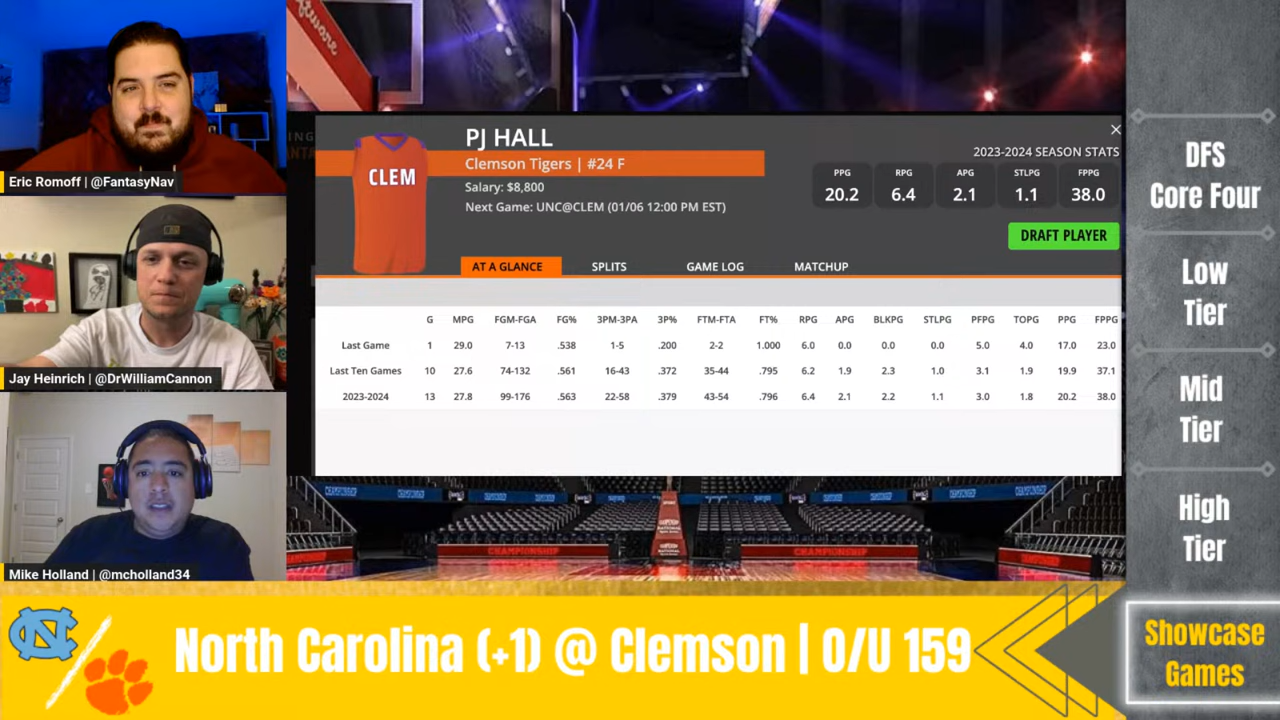 Eric Romoff | @FantasyNav
Jay Heinrich | @DrWilliamCannon
Mike Holland | @mcholland34
PJ HALL
Clemson Tigers | #24 F
Salary: $8,800
Next Game: UNC@CLEM (01/06 12:00 PM EST)
CLEM
2023-2024 SEASON STATS
PPG RPG APG STLPG FPPG
20.2 6.4 2.1 1.1 38.0
DRAFT PLAYER
AT A GLANCE SPLITS GAME LOG MATCHUP
G MPG FGM-FGA FG% 3PM-3PA 3P% FTM-FTA FT% RPG APG BLKPG STLPG PFPG TOPG PPG FPPG
Last Game 1 29.0 7-13 .538 1-5 .200 2-2 1.000 6.0 0.0 0.0 0.0 5.0 4.0 17.0 23.0
Last Ten Games 10 27.6 74-132 .561 16-43 .372 35-44 .795 6.2 1.9 2.3 1.0 3.1 1.9 19.9 37.1
2023-2024 13 27.8 99-176 .563 22-58 .379 43-54 .796 6.4 2.1 2.2 1.1 3.0 1.8 20.2 38.0
CHAMPIONSHIP CHAMPIONSHIP
NC
North Carolina (+1) @ Clemson | O/U 159
DFS
Core Four
Low
Tier
Mid
Tier
High
Tier
Showcase
Games